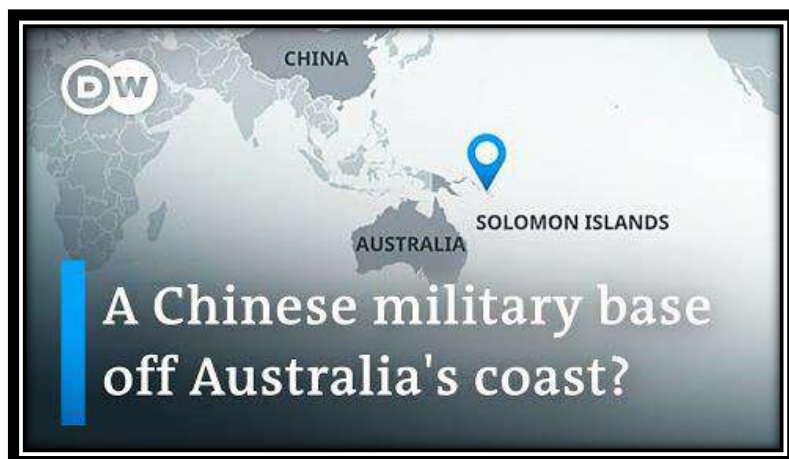 CHINA
DW
SOLOMON ISLANDS
AUSTRALIA
A Chinese military base
off Australia's coast?